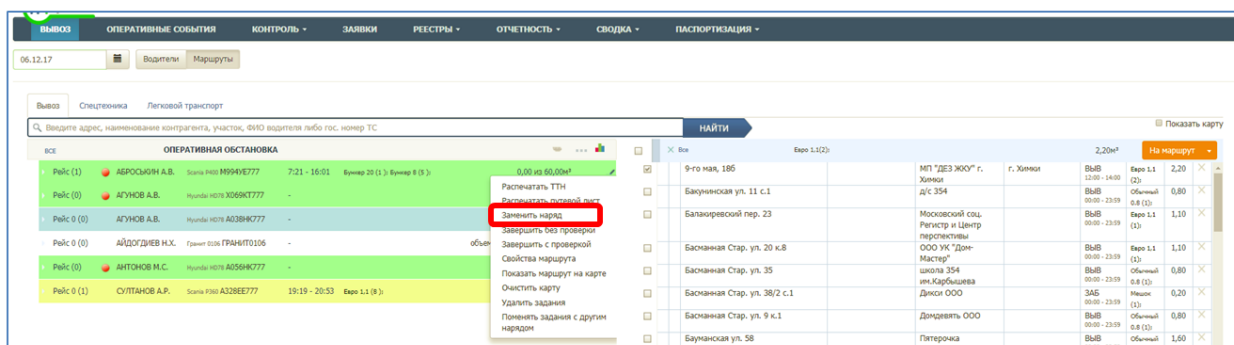 ВЫВОЗ ОПЕРАТИВНЫЕ СОБЫТИЯ КОНТРОЛЬ ЗАЯВКИ РЕЕСТРЫ ОТЧЕТНОСТЬ СВОДКА ПАСПОРТИЗАЦИЯ
06.12.17 Водители Маршруты
Вывоз Спецтехника Легковой транспорт
Введите адрес, наименование контрагента, участок, ФИО водителя либо гос. номер ТС НАЙТИ Показать карту
ВСЕ ОПЕРАТИВНАЯ ОБСТАНОВКА ...
Рейс (1) АБРОСЬКИН А.В. Scania P400 М994УЕ777 7:21 - 16:01 Бункер 20 (1 ); Бункер 8 (5 ); 0,00 из 60,00м³
Рейс (0) АГУНОВ А.В. Hyundai HD78 Х069КТ777 -
Рейс 0 (0) АГУНОВ А.В. Hyundai HD78 А038НК777 -
Рейс 0 (0) АЙДОГДИЕВ Н.Х. Гранит 0106 ГРАНИТ0106 - объем
Рейс (0) АНТОНОВ М.С. Hyundai HD78 А056НК777 -
Рейс 0 (1) СУЛТАНОВ А.Р. Scania P360 А328ЕЕ777 19:19 - 20:53 Евро 1,1 (8 );
Распечатать ТТН
Распечатать путевой лист
Заменить наряд
Завершить без проверки
Завершить с проверкой
Свойства маршрута
Показать маршрут на карте
Очистить карту
Удалить задания
Поменять задания с другим
нарядом
Все Евро 1.1(2): 2,20м³ На маршрут
9-го мая, 18б МП "ДЕЗ ЖКУ" г. г. Химки ВЫВ Евро 1.1 2,20
Химки 12:00 - 14:00 (2);
Бакунинская ул. 11 с.1 д/с 354 ВЫВ Обычный 0,80
00:00 - 23:59 0.8 (1);
Балакиревский пер. 23 Московский соц. ВЫВ Евро 1.1 1,10
Регистр и Центр 00:00 - 23:59 (1);
перспективы
Басманная Стар. ул. 20 к.8 ООО УК "Дом- ВЫВ Евро 1.1 1,10
Мастер" 00:00 - 23:59 (1);
Басманная Стар. ул. 35 школа 354 ВЫВ Обычный 0,80
им.Карбышева 00:00 - 23:59 0.8 (1);
Басманная Стар. ул. 38/2 с.1 Дикси ООО ЗАБ Мешок 0,20
00:00 - 23:59 (1);
Басманная Стар. ул. 9 к.1 Домдевять ООО ВЫВ Обычный 0,80
00:00 - 23:59 0.8 (1);
Бауманская ул. 58 Пятерочка ВЫВ Обычный 1,60